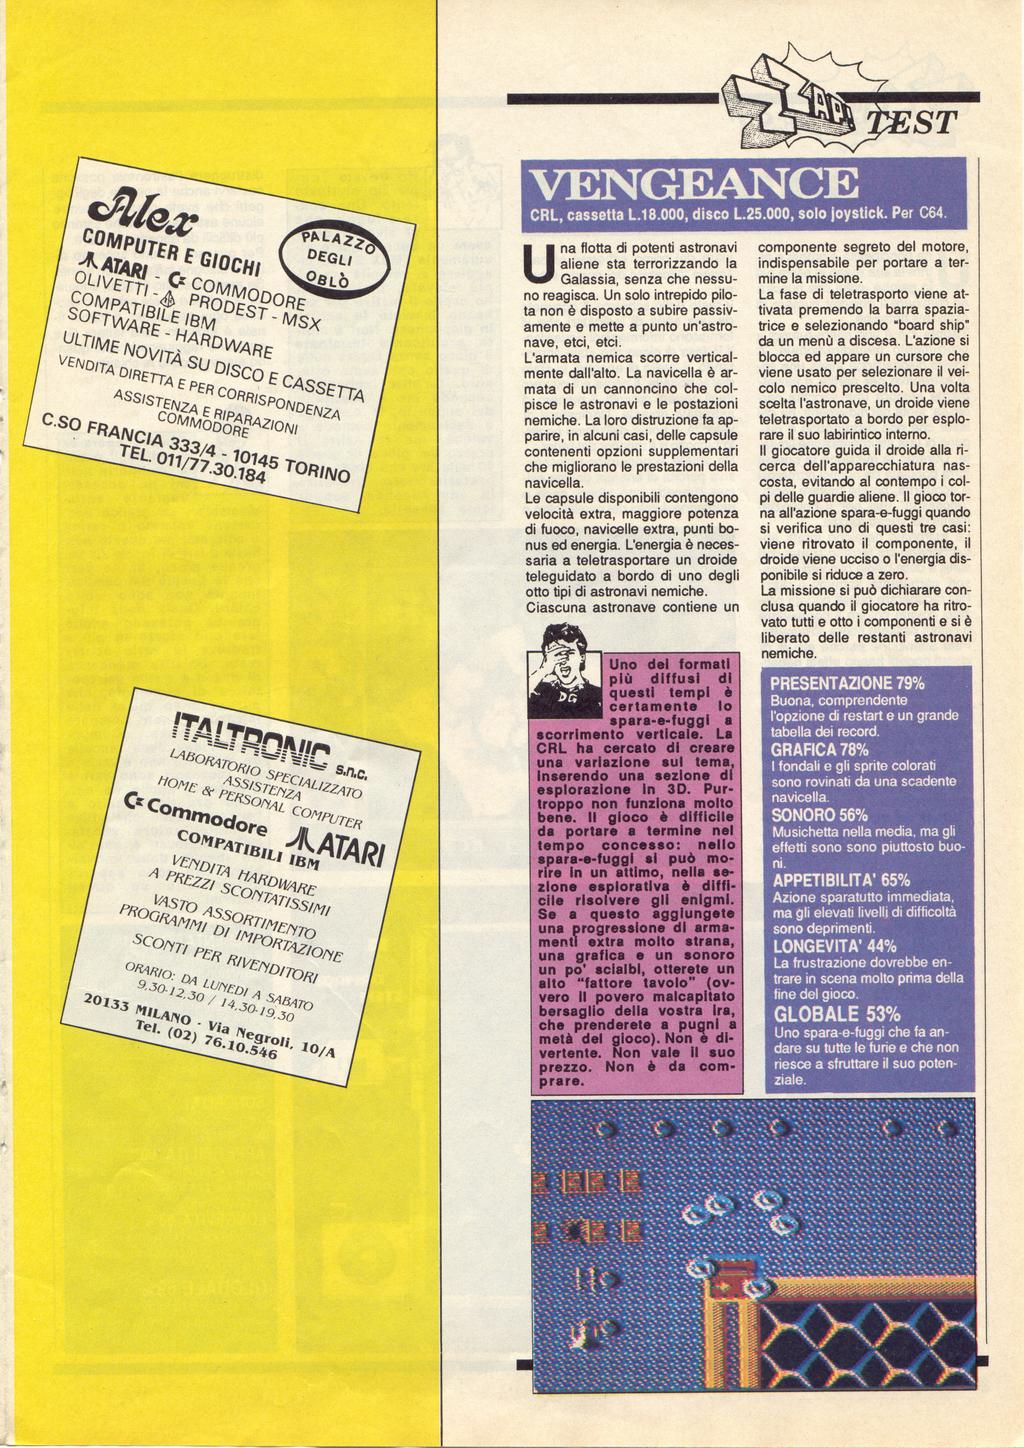 Alex
COMPUTER E GIOCHI
ATARI - C= COMMODORE
OLIVETTI - PRODEST - MSX
COMPATIBILE IBM
SOFTWARE - HARDWARE
ULTIME NOVITÀ SU DISCO E CASSETTA
VENDITA DIRETTA E PER CORRISPONDENZA
ASSISTENZA E RIPARAZIONI
COMMODORE
C.SO FRANCIA 333/4 - 10145 TORINO
TEL. 011/77.30.184
PALAZZO
DEGLI
OBLÒ
ITALTRONIC s.n.c.
LABORATORIO SPECIALIZZATO
ASSISTENZA
HOME & PERSONAL COMPUTER
C= Commodore ATARI
COMPATIBILI IBM
VENDITA HARDWARE
A PREZZI SCONTATISSIMI
VASTO ASSORTIMENTO
PROGRAMMI DI IMPORTAZIONE
SCONTI PER RIVENDITORI
ORARIO: DA LUNEDI A SABATO
9,30-12,30 / 14,30-19,30
20133 MILANO - Via Negroli, 10/A
Tel. (02) 76.10.546
ZZAP! TEST
VENGEANCE
CRL, cassetta L.18.000, disco L.25.000, solo joystick. Per C64.
Una flotta di potenti astronavi
aliene sta terrorizzando la
Galassia, senza che nessu-
no reagisca. Un solo intrepido pilo-
ta non è disposto a subire passiv-
amente e mette a punto un'astro-
nave, etci, etci.
L'armata nemica scorre vertical-
mente dall'alto. La navicella è ar-
mata di un cannoncino che col-
pisce le astronavi e le postazioni
nemiche. La loro distruzione fa ap-
parire, in alcuni casi, delle capsule
contenenti opzioni supplementari
che migliorano le prestazioni della
navicella.
Le capsule disponibili contengono
velocità extra, maggiore potenza
di fuoco, navicelle extra, punti bo-
nus ed energia. L'energia è neces-
saria a teletrasportare un droide
teleguidato a bordo di uno degli
otto tipi di astronavi nemiche.
Ciascuna astronave contiene un
componente segreto del motore,
indispensabile per portare a ter-
mine la missione.
La fase di teletrasporto viene at-
tivata premendo la barra spazia-
trice e selezionando "board ship"
da un menù a discesa. L'azione si
blocca ed appare un cursore che
viene usato per selezionare il vei-
colo nemico prescelto. Una volta
scelta l'astronave, un droide viene
teletrasportato a bordo per esplo-
rare il suo labirintico interno.
Il giocatore guida il droide alla ri-
cerca dell'apparecchiatura nas-
costa, evitando al contempo i col-
pi delle guardie aliene. Il gioco tor-
na all'azione spara-e-fuggi quando
si verifica uno di questi tre casi:
viene ritrovato il componente, il
droide viene ucciso o l'energia dis-
ponibile si riduce a zero.
La missione si può dichiarare con-
clusa quando il giocatore ha ritro-
vato tutti e otto i componenti e si è
liberato delle restanti astronavi
nemiche.
DG
Uno dei formati
più diffusi di
questi tempi è
certamente lo
spara-e-fuggi a
scorrimento verticale. La
CRL ha cercato di creare
una variazione sul tema,
inserendo una sezione di
esplorazione in 3D. Pur-
troppo non funziona molto
bene. Il gioco è difficile
da portare a termine nel
tempo concesso: nello
spara-e-fuggi si può mo-
rire in un attimo, nella se-
zione esplorativa è diffi-
cile risolvere gli enigmi.
Se a questo aggiungete
una progressione di arma-
menti extra molto strana,
una grafica e un sonoro
un po' scialbi, otterete un
alto "fattore tavolo" (ov-
vero il povero malcapitato
bersaglio della vostra ira,
che prenderete a pugni a
metà del gioco). Non è di-
vertente. Non vale il suo
prezzo. Non è da com-
prare.
PRESENTAZIONE 79%
Buona, comprendente
l'opzione di restart e un grande
tabella dei record.
GRAFICA 78%
I fondali e gli sprite colorati
sono rovinati da una scadente
navicella.
SONORO 56%
Musichetta nella media, ma gli
effetti sono sono piuttosto buo-
ni.
APPETIBILITA' 65%
Azione sparatutto immediata,
ma gli elevati livelli di difficoltà
sono deprimenti.
LONGEVITA' 44%
La frustrazione dovrebbe en-
trare in scena molto prima della
fine del gioco.
GLOBALE 53%
Uno spara-e-fuggi che fa an-
dare su tutte le furie e che non
riesce a sfruttare il suo poten-
ziale.